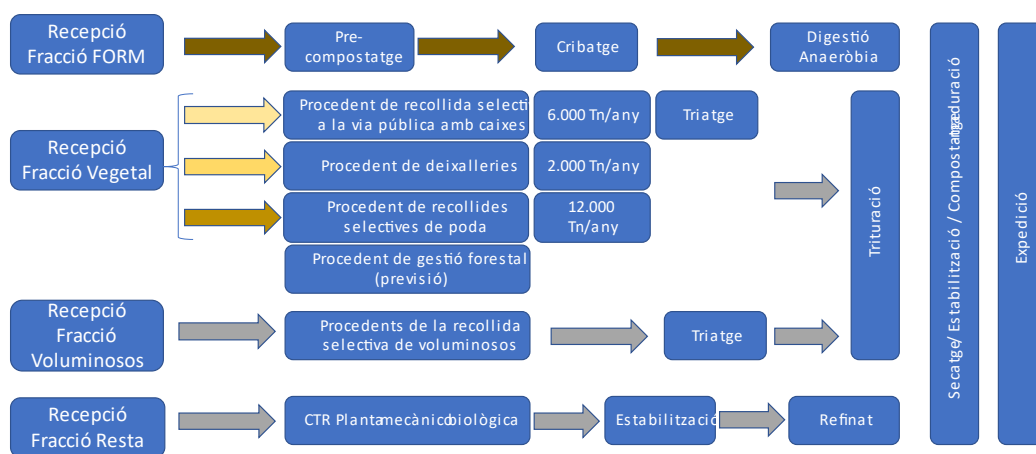 Recepció
Fracció FORM
Pre-
compostatge
Cribatge
Digestió
Anaeròbia
Recepció
Fracció Vegetal
Procedent de recollida selecti
a la via pública amb caixes
6.000 Tn/any
Triatge
Procedent de deixalleries
2.000 Tn/any
Procedent de recollides
selectives de poda
12.000
Tn/any
Procedent de gestió forestal
(previsió)
Trituració
Recepció
Fracció
Voluminosos
Procedents de la recollida
selectiva de voluminosos
Triatge
Recepció
Fracció Resta
CTR Planta mecànico biològica
Estabilització
Refinat
Secatge/ Estabilització / Compostatge
maduració
Expedició